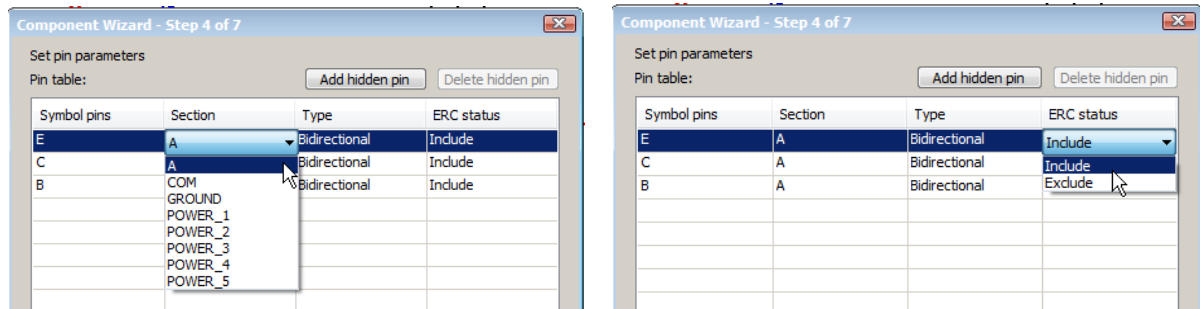 Component Wizard - Step 4 of 7
Set pin parameters
Pin table:
Add hidden pin
Delete hidden pin
Symbol pins Section Type ERC status
E A Bidirectional Include
C A Bidirectional Include
B COM Bidirectional Include
GROUND
POWER_1
POWER_2
POWER_3
POWER_4
POWER_5
Component Wizard - Step 4 of 7
Set pin parameters
Pin table:
Add hidden pin
Delete hidden pin
Symbol pins Section Type ERC status
E A Bidirectional Include
C A Bidirectional Include
B A Bidirectional Exclude